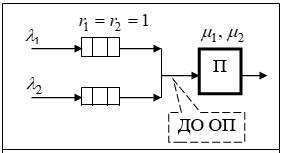 r₁ = r₂ = 1
λ₁
μ₁, μ₂
П
λ₂
ДО ОП